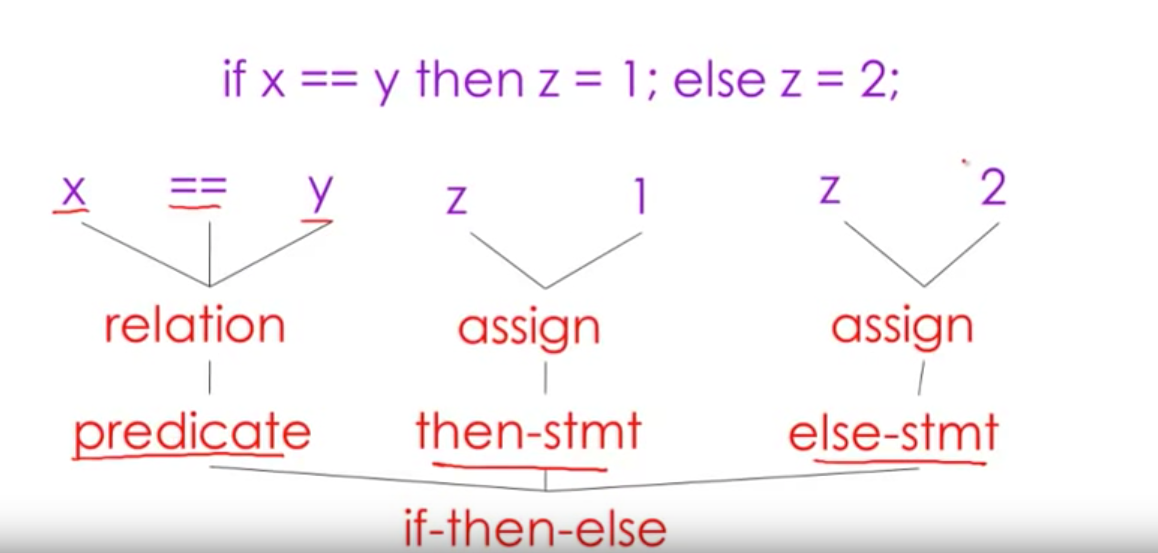 if x == y then z = 1; else z = 2;
x == y z 1 z 2
relation assign assign
predicate then-stmt else-stmt
if-then-else